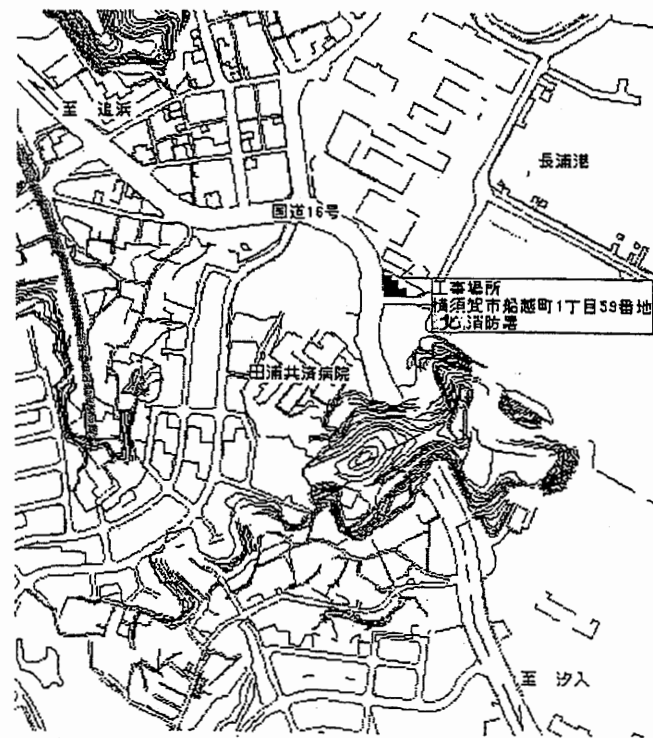 至 追浜
長浦港
国道16号
工事場所
横須賀市船越町1丁目59番地
北消防署
田浦共済病院
至 汐入